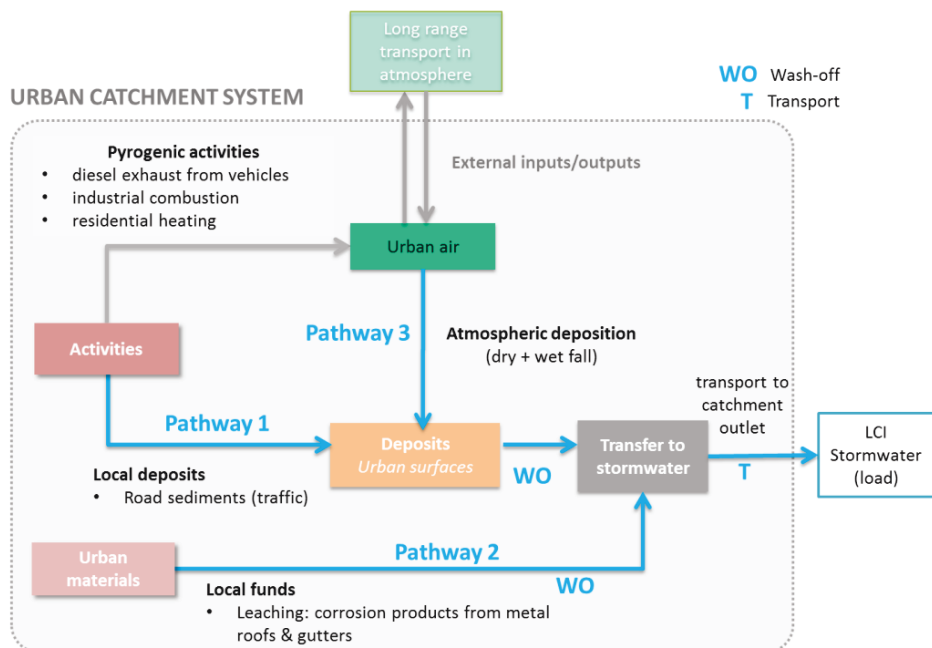 Long range
transport in
atmosphere
WO Wash-off
T Transport
URBAN CATCHMENT SYSTEM
Pyrogenic activities
• diesel exhaust from vehicles
• industrial combustion
• residential heating
External inputs/outputs
Urban air
Activities
Pathway 3
Atmospheric deposition
(dry + wet fall)
Pathway 1
Deposits
Urban surfaces
WO
Transfer to
stormwater
transport to
catchment
outlet
T
LCI
Stormwater
(load)
Local deposits
• Road sediments (traffic)
Urban
materials
Pathway 2
WO
Local funds
• Leaching: corrosion products from metal
roofs & gutters